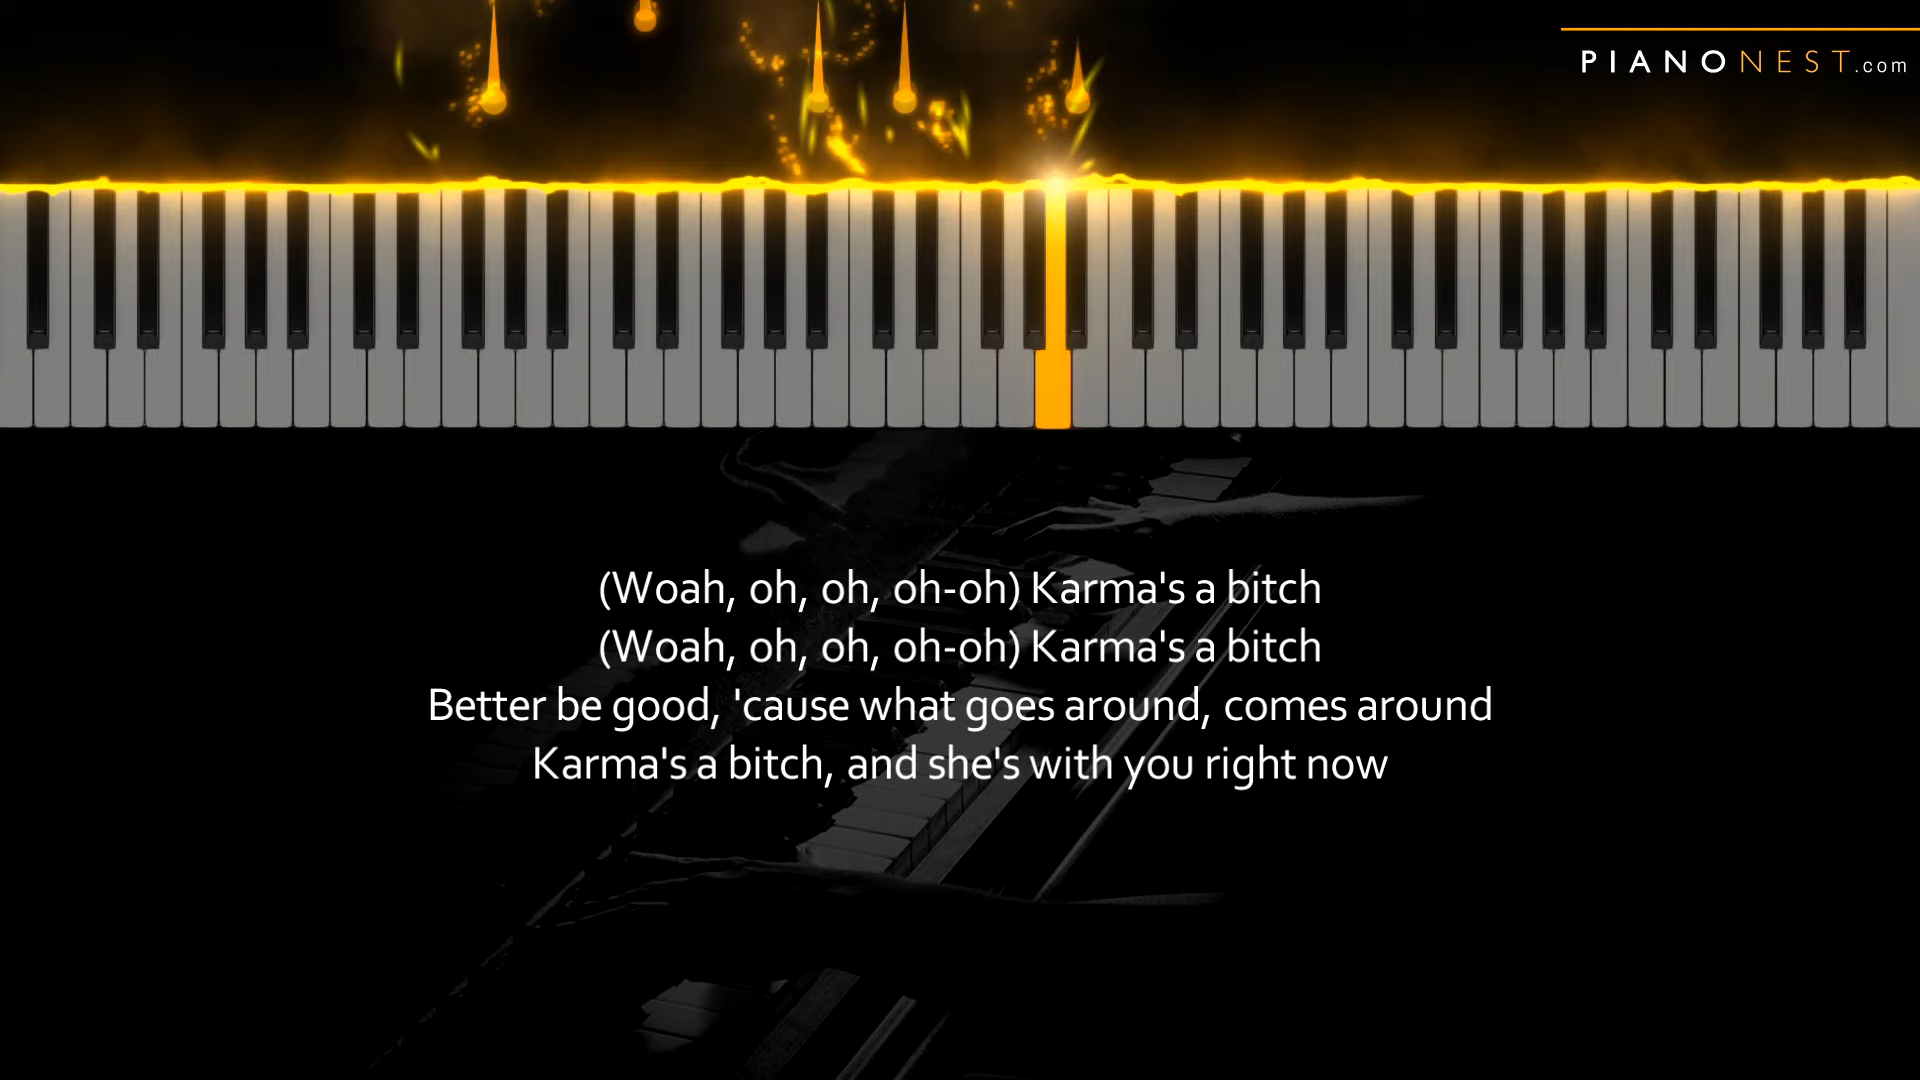 PIANONEST.com
(Woah, oh, oh, oh-oh) Karma's a bitch
(Woah, oh, oh, oh-oh) Karma's a bitch
Better be good, 'cause what goes around, comes around
Karma's a bitch, and she's with you right now